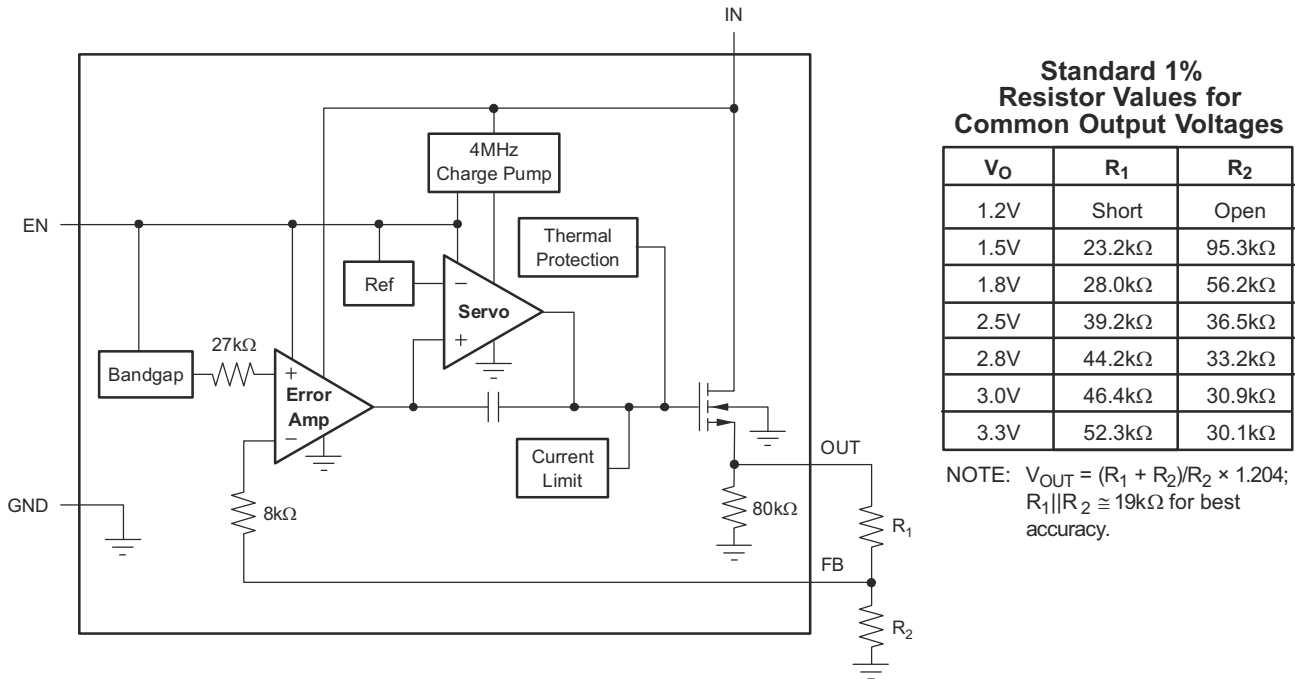 IN
4MHz
Charge Pump
EN
Thermal
Protection
Ref
−
Servo
+
27kΩ
Bandgap
+
Error
Amp
−
Current
Limit
OUT
GND
8kΩ
80kΩ
R1
FB
R2
Standard 1%
Resistor Values for
Common Output Voltages
VO R1 R2
1.2V Short Open
1.5V 23.2kΩ 95.3kΩ
1.8V 28.0kΩ 56.2kΩ
2.5V 39.2kΩ 36.5kΩ
2.8V 44.2kΩ 33.2kΩ
3.0V 46.4kΩ 30.9kΩ
3.3V 52.3kΩ 30.1kΩ
NOTE: VOUT = (R1 + R2)/R2 × 1.204;
R1||R2 ≅ 19kΩ for best
accuracy.